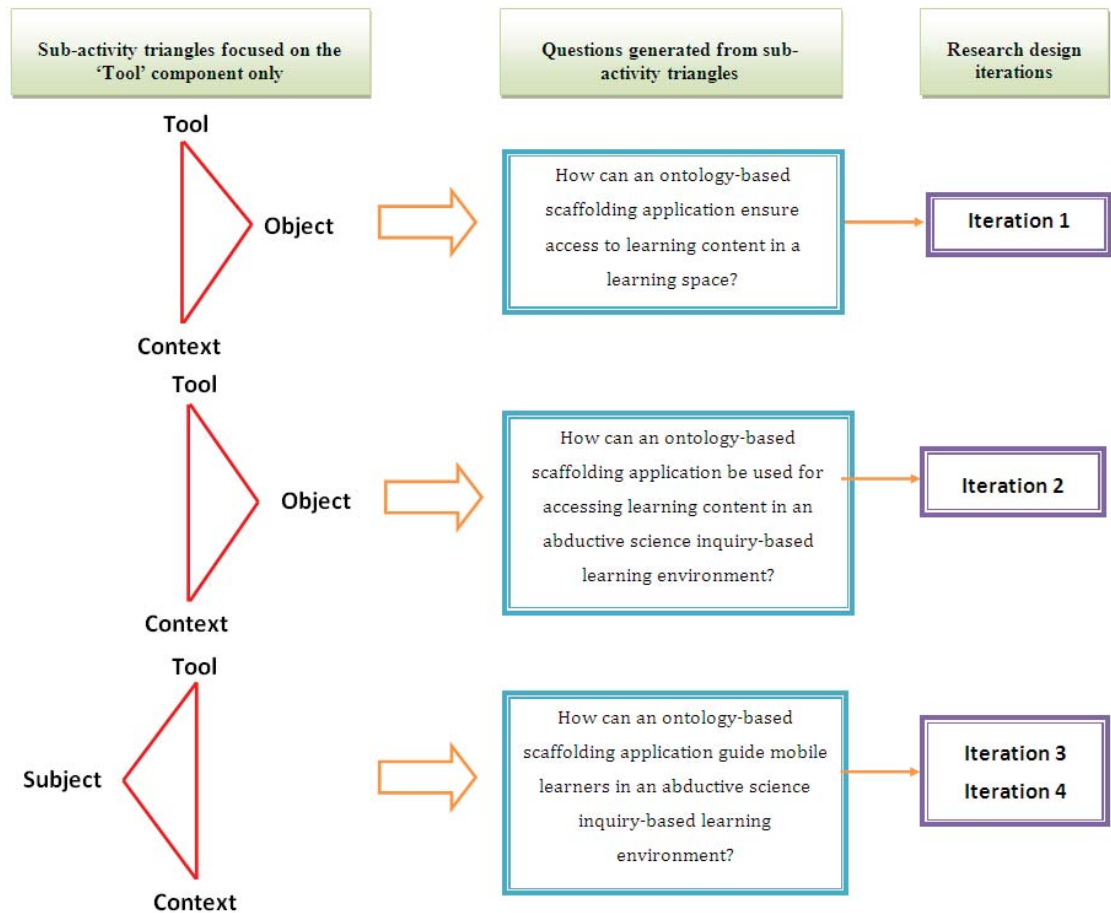 Sub-activity triangles focused on the
'Tool' component only
Questions generated from sub-
activity triangles
Research design
iterations
Tool
Object
Context
How can an ontology-based
scaffolding application ensure
access to learning content in a
learning space?
Iteration 1
Tool
Object
Context
How can an ontology-based
scaffolding application be used for
accessing learning content in an
abductive science inquiry-based
learning environment?
Iteration 2
Tool
Subject
Context
How can an ontology-based
scaffolding application guide mobile
learners in an abductive science
inquiry-based learning
environment?
Iteration 3
Iteration 4